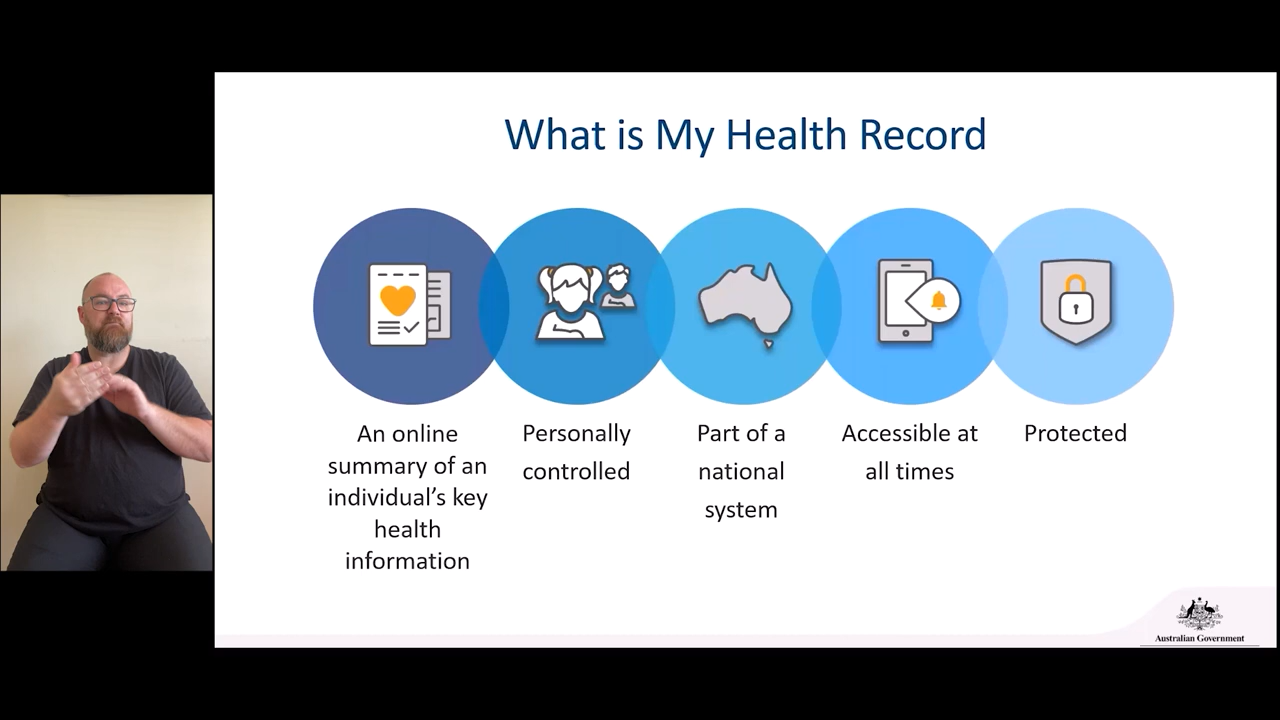 What is My Health Record
An online
summary of an
individual’s key
health
information
Personally
controlled
Part of a
national
system
Accessible at
all times
Protected
Australian Government